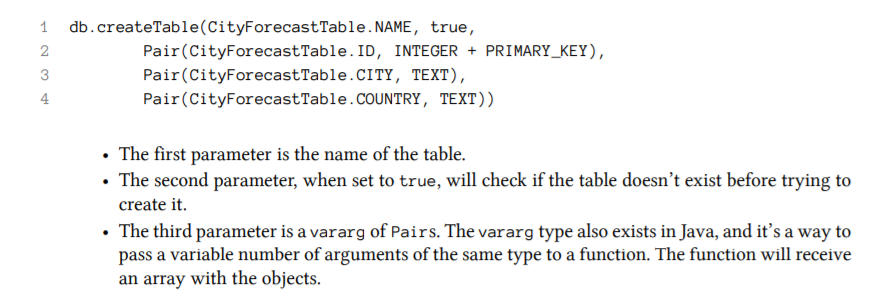 1 db.createTable(CityForecastTable.NAME, true,
2 Pair(CityForecastTable.ID, INTEGER + PRIMARY_KEY),
3 Pair(CityForecastTable.CITY, TEXT),
4 Pair(CityForecastTable.COUNTRY, TEXT))
• The first parameter is the name of the table.
• The second parameter, when set to true, will check if the table doesn’t exist before trying to
create it.
• The third parameter is a vararg of Pairs. The vararg type also exists in Java, and it’s a way to
pass a variable number of arguments of the same type to a function. The function will receive
an array with the objects.